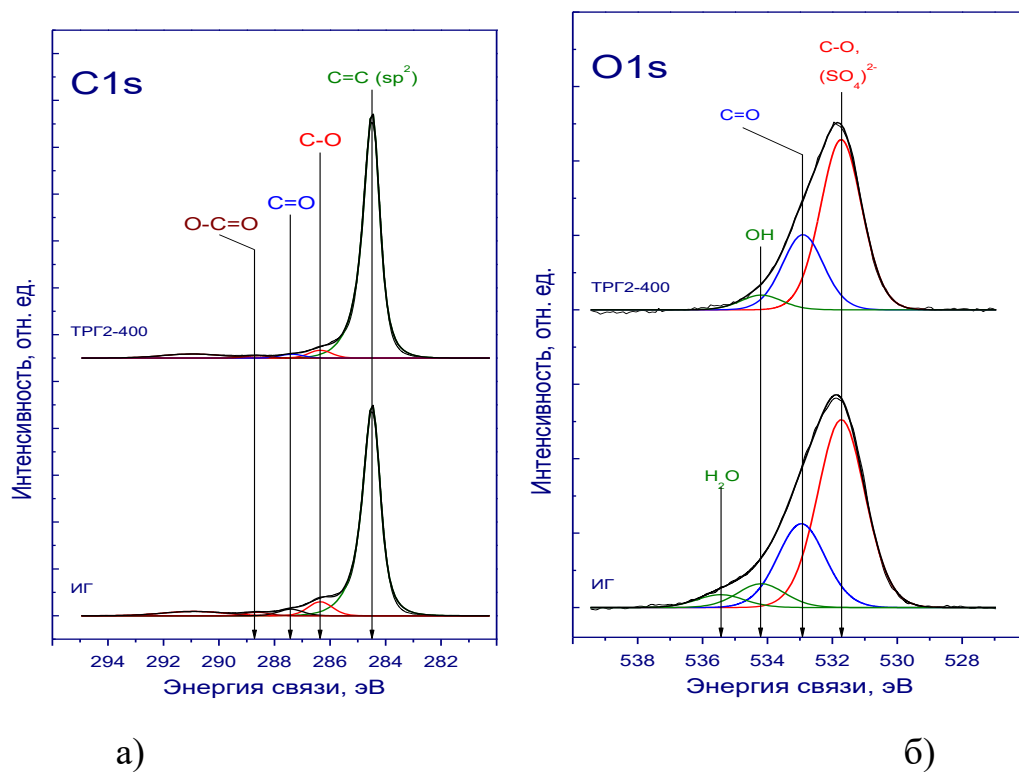 C1s
C=C (sp²)
C-O
C=O
O-C=O
ТРГ2-400
ИГ
Интенсивность, отн. ед.
294 292 290 288 286 284 282
Энергия связи, эВ
а)
O1s
C-O,
(SO₄)²⁻
C=O
OH
ТРГ2-400
H₂O
ИГ
Интенсивность, отн. ед.
538 536 534 532 530 528
Энергия связи, эВ
б)